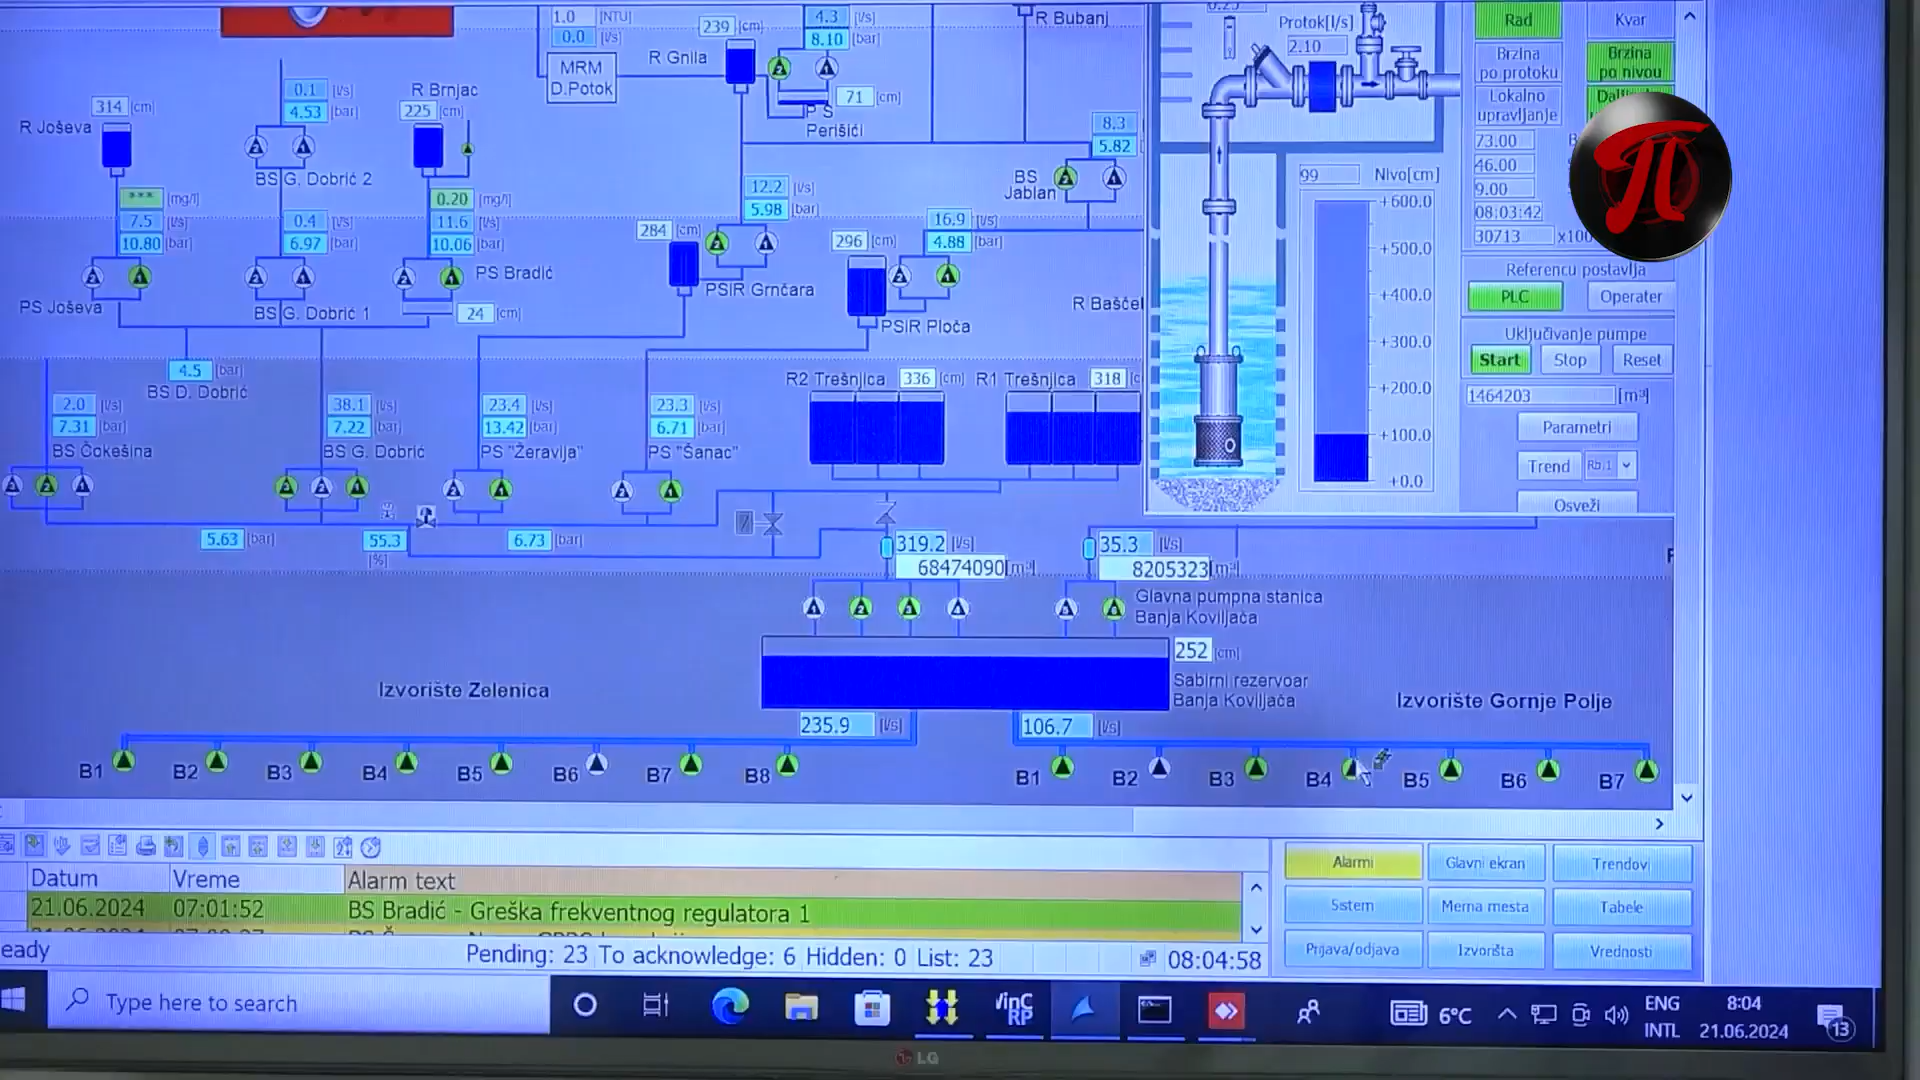 1.0 [NTU]
0.0 [l/s]
MRM
D.Potok
239 [cm]
R Gnila
4.3 [l/s]
8.10 [bar]
71 [cm]
PS
Perišići
R Bubanj
314 [cm]
R Joševa
0.1 [l/s]
4.53 [bar]
BS G. Dobrić 2
R Brnjac
225 [cm]
*** [mg/l]
7.5 [l/s]
10.80 [bar]
PS Joševa
0.4 [l/s]
6.97 [bar]
BS G. Dobrić 1
0.20 [mg/l]
11.6 [l/s]
10.06 [bar]
PS Bradić
24 [cm]
12.2 [l/s]
5.98 [bar]
284 [cm]
PSIR Grnčara
16.9 [l/s]
4.88 [bar]
296 [cm]
PSIR Ploča
8.3
5.82
BS
Jablan
R Bašče
4.5 [bar]
BS D. Dobrić
2.0 [l/s]
7.31 [bar]
BS Čokešina
38.1 [l/s]
7.22 [bar]
BS G. Dobrić
23.4 [l/s]
13.42 [bar]
PS "Žeravija"
23.3 [l/s]
6.71 [bar]
PS "Šanac"
R2 Trešnjica 336 [cm]
R1 Trešnjica 318 [c
5.63 [bar]
55.3
[%]
6.73 [bar]
319.2 [l/s]
68474090 [m³]
35.3 [l/s]
8205323 [m³]
Glavna pumpna stanica
Banja Koviljača
252 [cm]
Sabirni rezervoar
Banja Koviljača
Izvorište Zelenica
Izvorište Gornje Polje
235.9 [l/s]
106.7 [l/s]
B1 B2 B3 B4 B5 B6 B7 B8
B1 B2 B3 B4 B5 B6 B7
Protok[l/s]
2.10
99 Nivo[cm]
+600.0
+500.0
+400.0
+300.0
+200.0
+100.0
+0.0
Rad Kvar
Brzina
po protoku
Brzina
po nivou
Lokalno
upravljanje
73.00
46.00
9.00
08:03:42
30713
Referencu postavlja
PLC Operater
Uključivanje pumpe
Start Stop Reset
1464203 [m³]
Parametri
Trend Rb.1
Osveži
Datum Vreme Alarm text
21.06.2024 07:01:52 BS Bradić - Greška frekventnog regulatora 1
eady
Pending: 23 To acknowledge: 6 Hidden: 0 List: 23
08:04:58
Alarmi Glavni ekran Trendovi
Sistem Merna mesta Tabele
Prijava/odjava Izvorišta Vrednosti
Type here to search
6°C
ENG
INTL
8:04
21.06.2024
13
LG